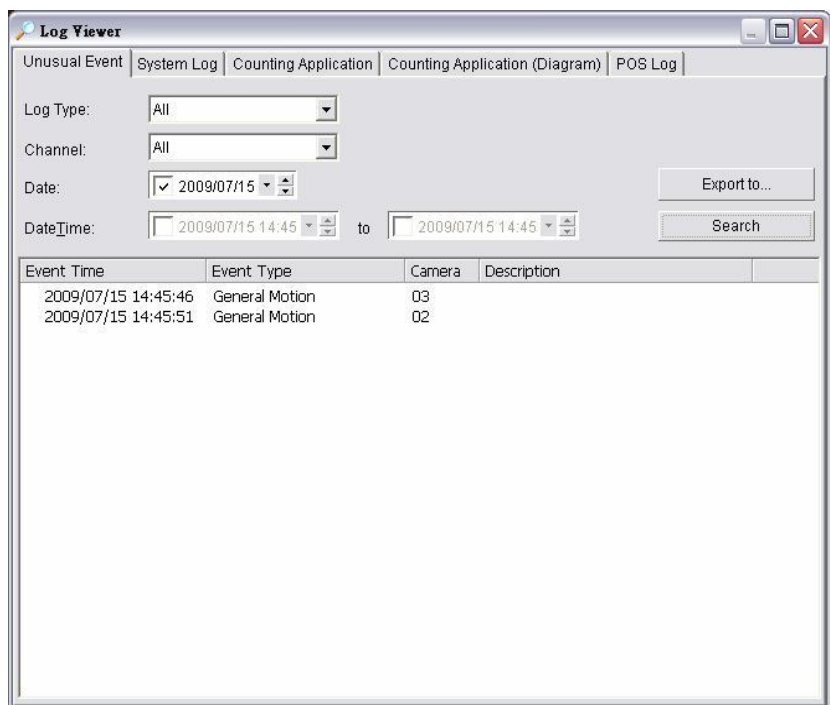 Log Viewer
Unusual Event System Log Counting Application Counting Application (Diagram) POS Log
Log Type: All
Channel: All
Date: 2009/07/15
Export to...
DateTime: 2009/07/15 14:45 to 2009/07/15 14:45
Search
Event Time Event Type Camera Description
2009/07/15 14:45:46 General Motion 03
2009/07/15 14:45:51 General Motion 02